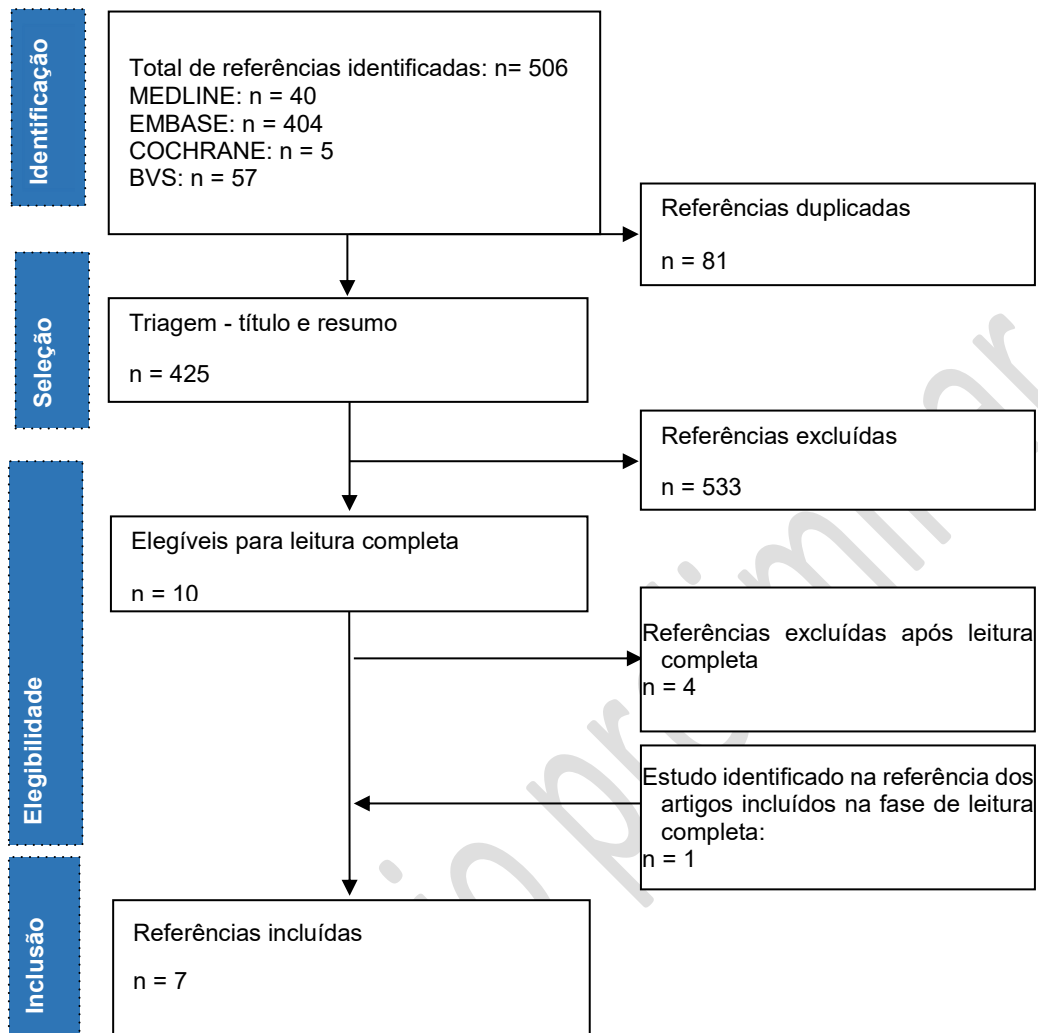 Identificação
Total de referências identificadas: n= 506
MEDLINE: n = 40
EMBASE: n = 404
COCHRANE: n = 5
BVS: n = 57
Referências duplicadas
n = 81
Seleção
Triagem - título e resumo
n = 425
Referências excluídas
n = 533
Elegibilidade
Elegíveis para leitura completa
n = 10
Referências excluídas após leitura
completa
n = 4
Estudo identificado na referência dos
artigos incluídos na fase de leitura
completa:
n = 1
Inclusão
Referências incluídas
n = 7